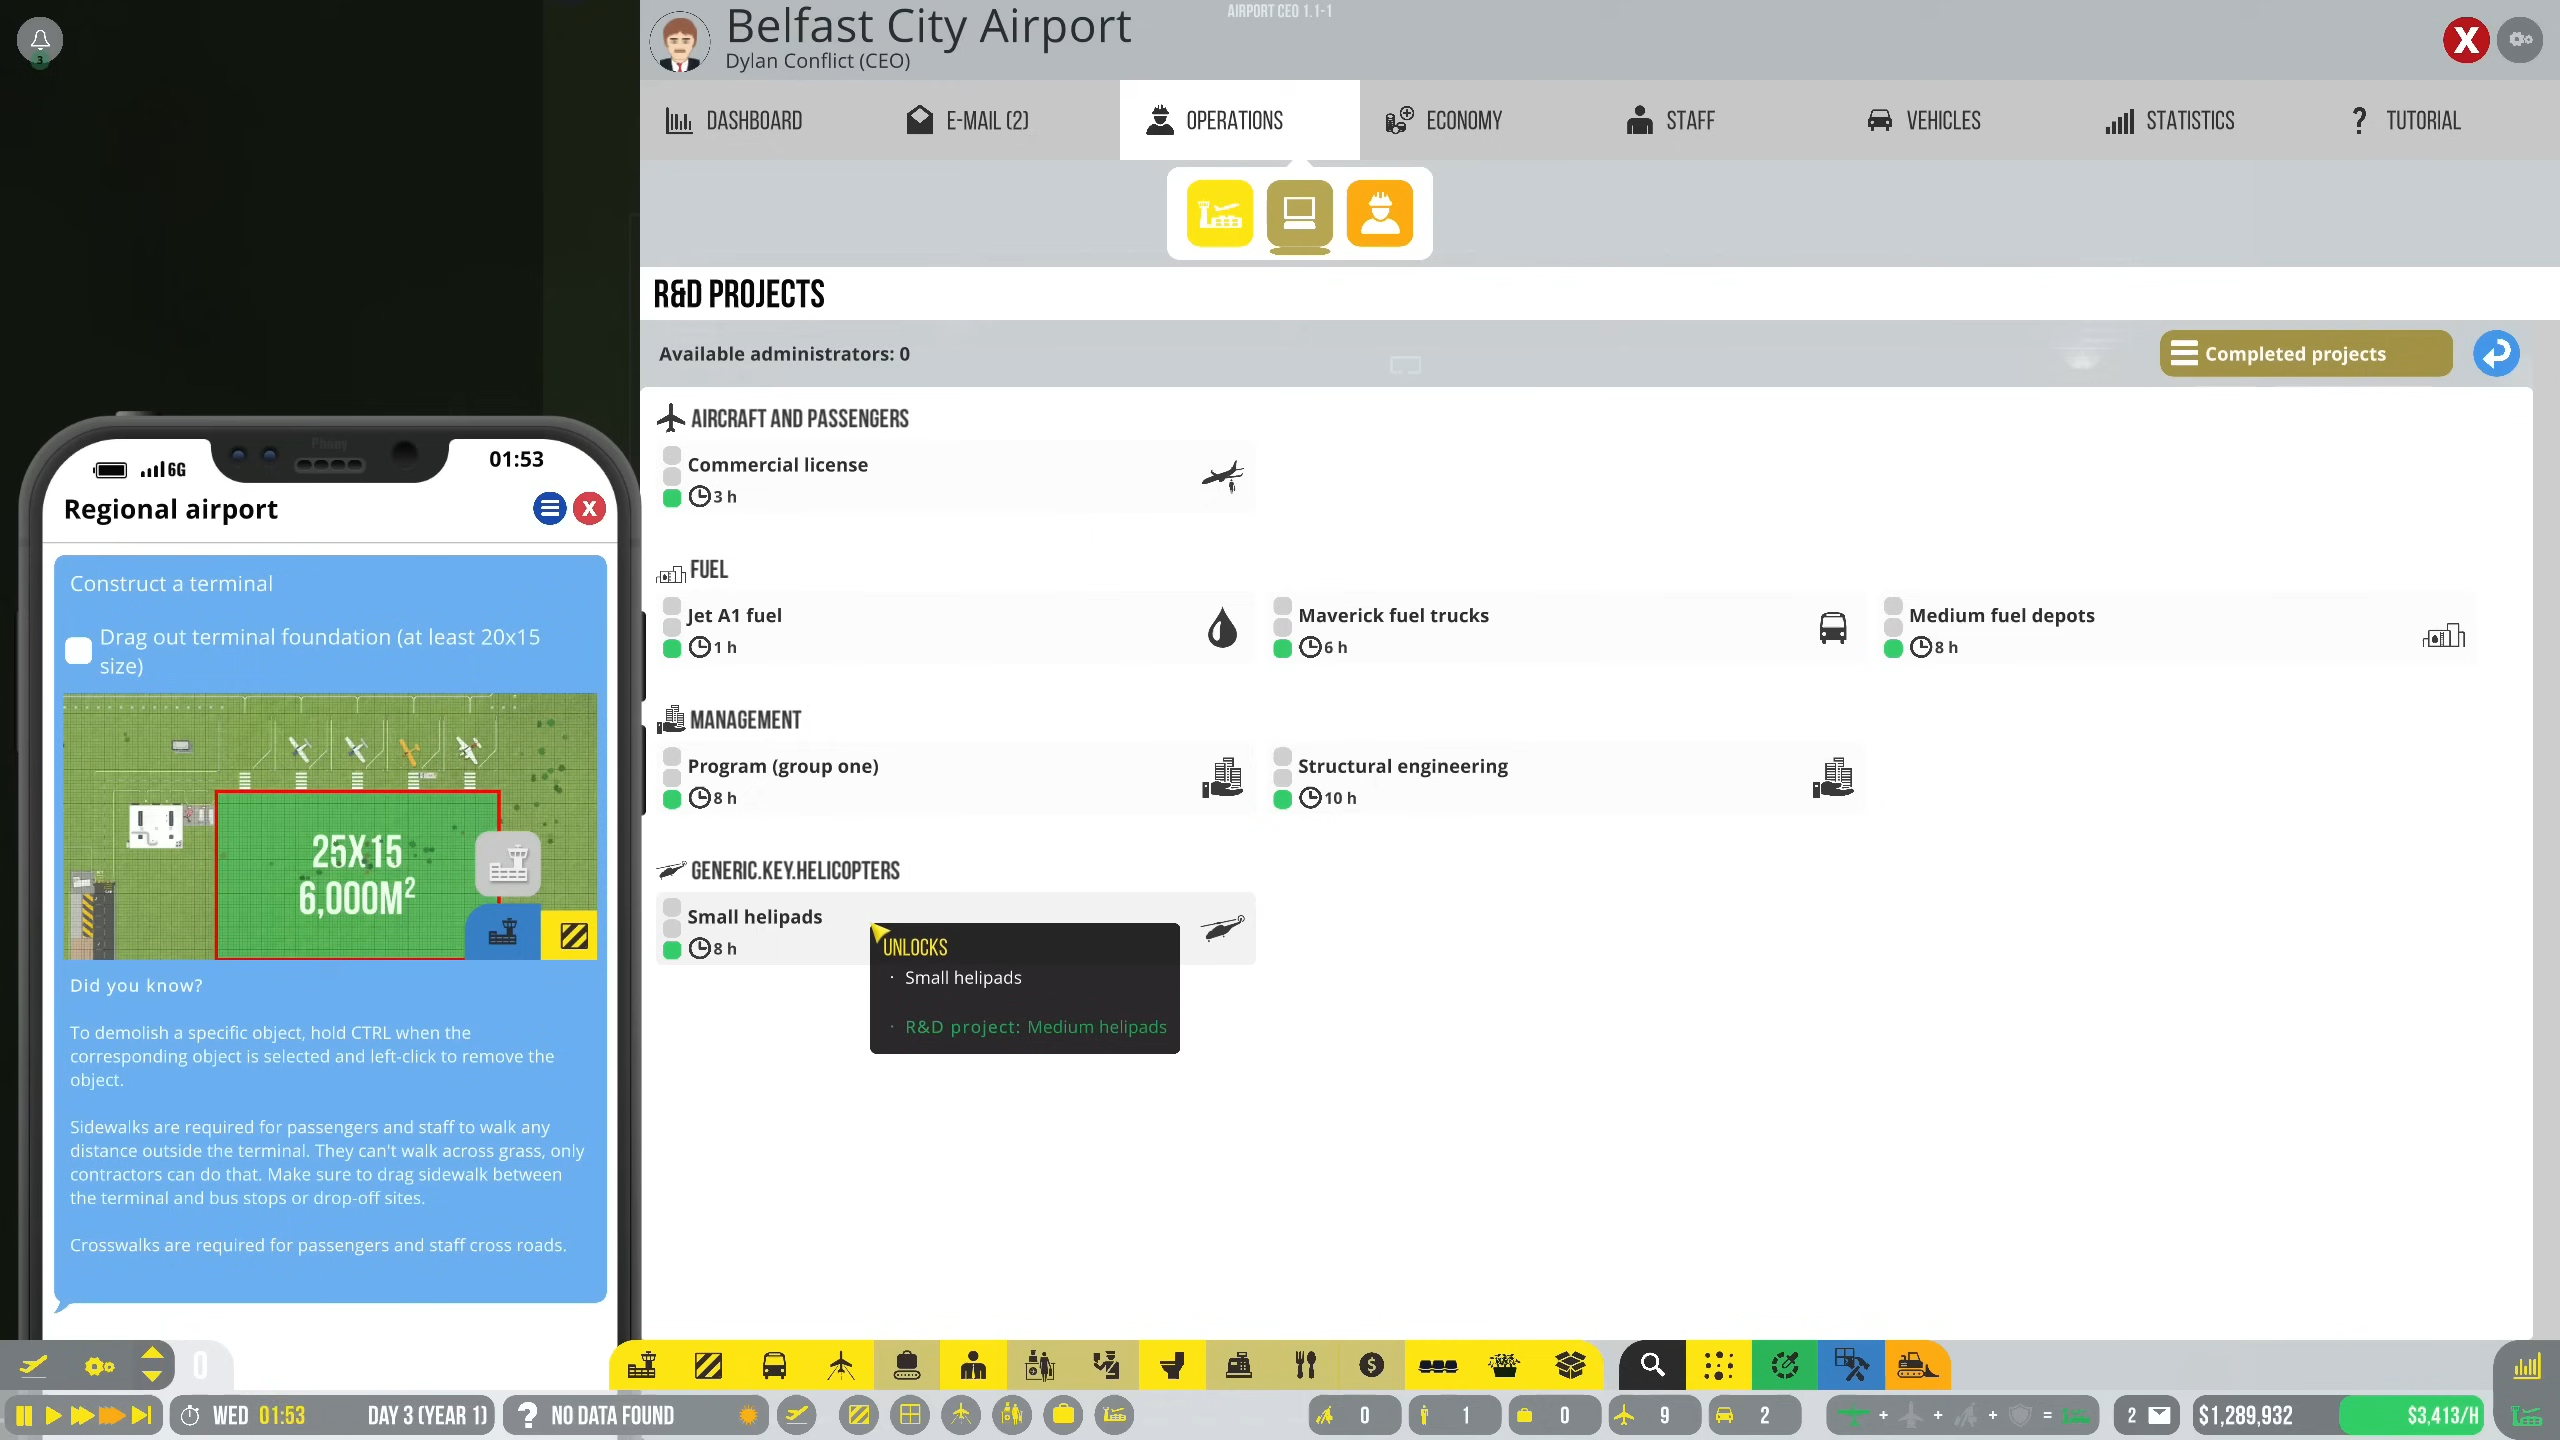 AIRPORT CEO 1.1-1
Belfast City Airport
Dylan Conflict (CEO)
3
X
DASHBOARD
E-MAIL (2)
OPERATIONS
ECONOMY
STAFF
VEHICLES
STATISTICS
? TUTORIAL
R&D PROJECTS
Available administrators: 0
Completed projects
AIRCRAFT AND PASSENGERS
Commercial license
3 h
FUEL
Jet A1 fuel
1 h
Maverick fuel trucks
6 h
Medium fuel depots
8 h
MANAGEMENT
Program (group one)
8 h
Structural engineering
10 h
GENERIC.KEY.HELICOPTERS
Small helipads
8 h
UNLOCKS
· Small helipads
· R&D project: Medium helipads
Phoney
6G
01:53
Regional airport
X
Construct a terminal
Drag out terminal foundation (at least 20x15
size)
25X15
6,000M²
Did you know?
To demolish a specific object, hold CTRL when the
corresponding object is selected and left-click to remove the
object.
Sidewalks are required for passengers and staff to walk any
distance outside the terminal. They can't walk across grass, only
contractors can do that. Make sure to drag sidewalk between
the terminal and bus stops or drop-off sites.
Crosswalks are required for passengers and staff cross roads.
0
WED 01:53
DAY 3 (YEAR 1)
? NO DATA FOUND
0
1
0
9
2
+ + + =
2
$1,289,932
$3,413/H